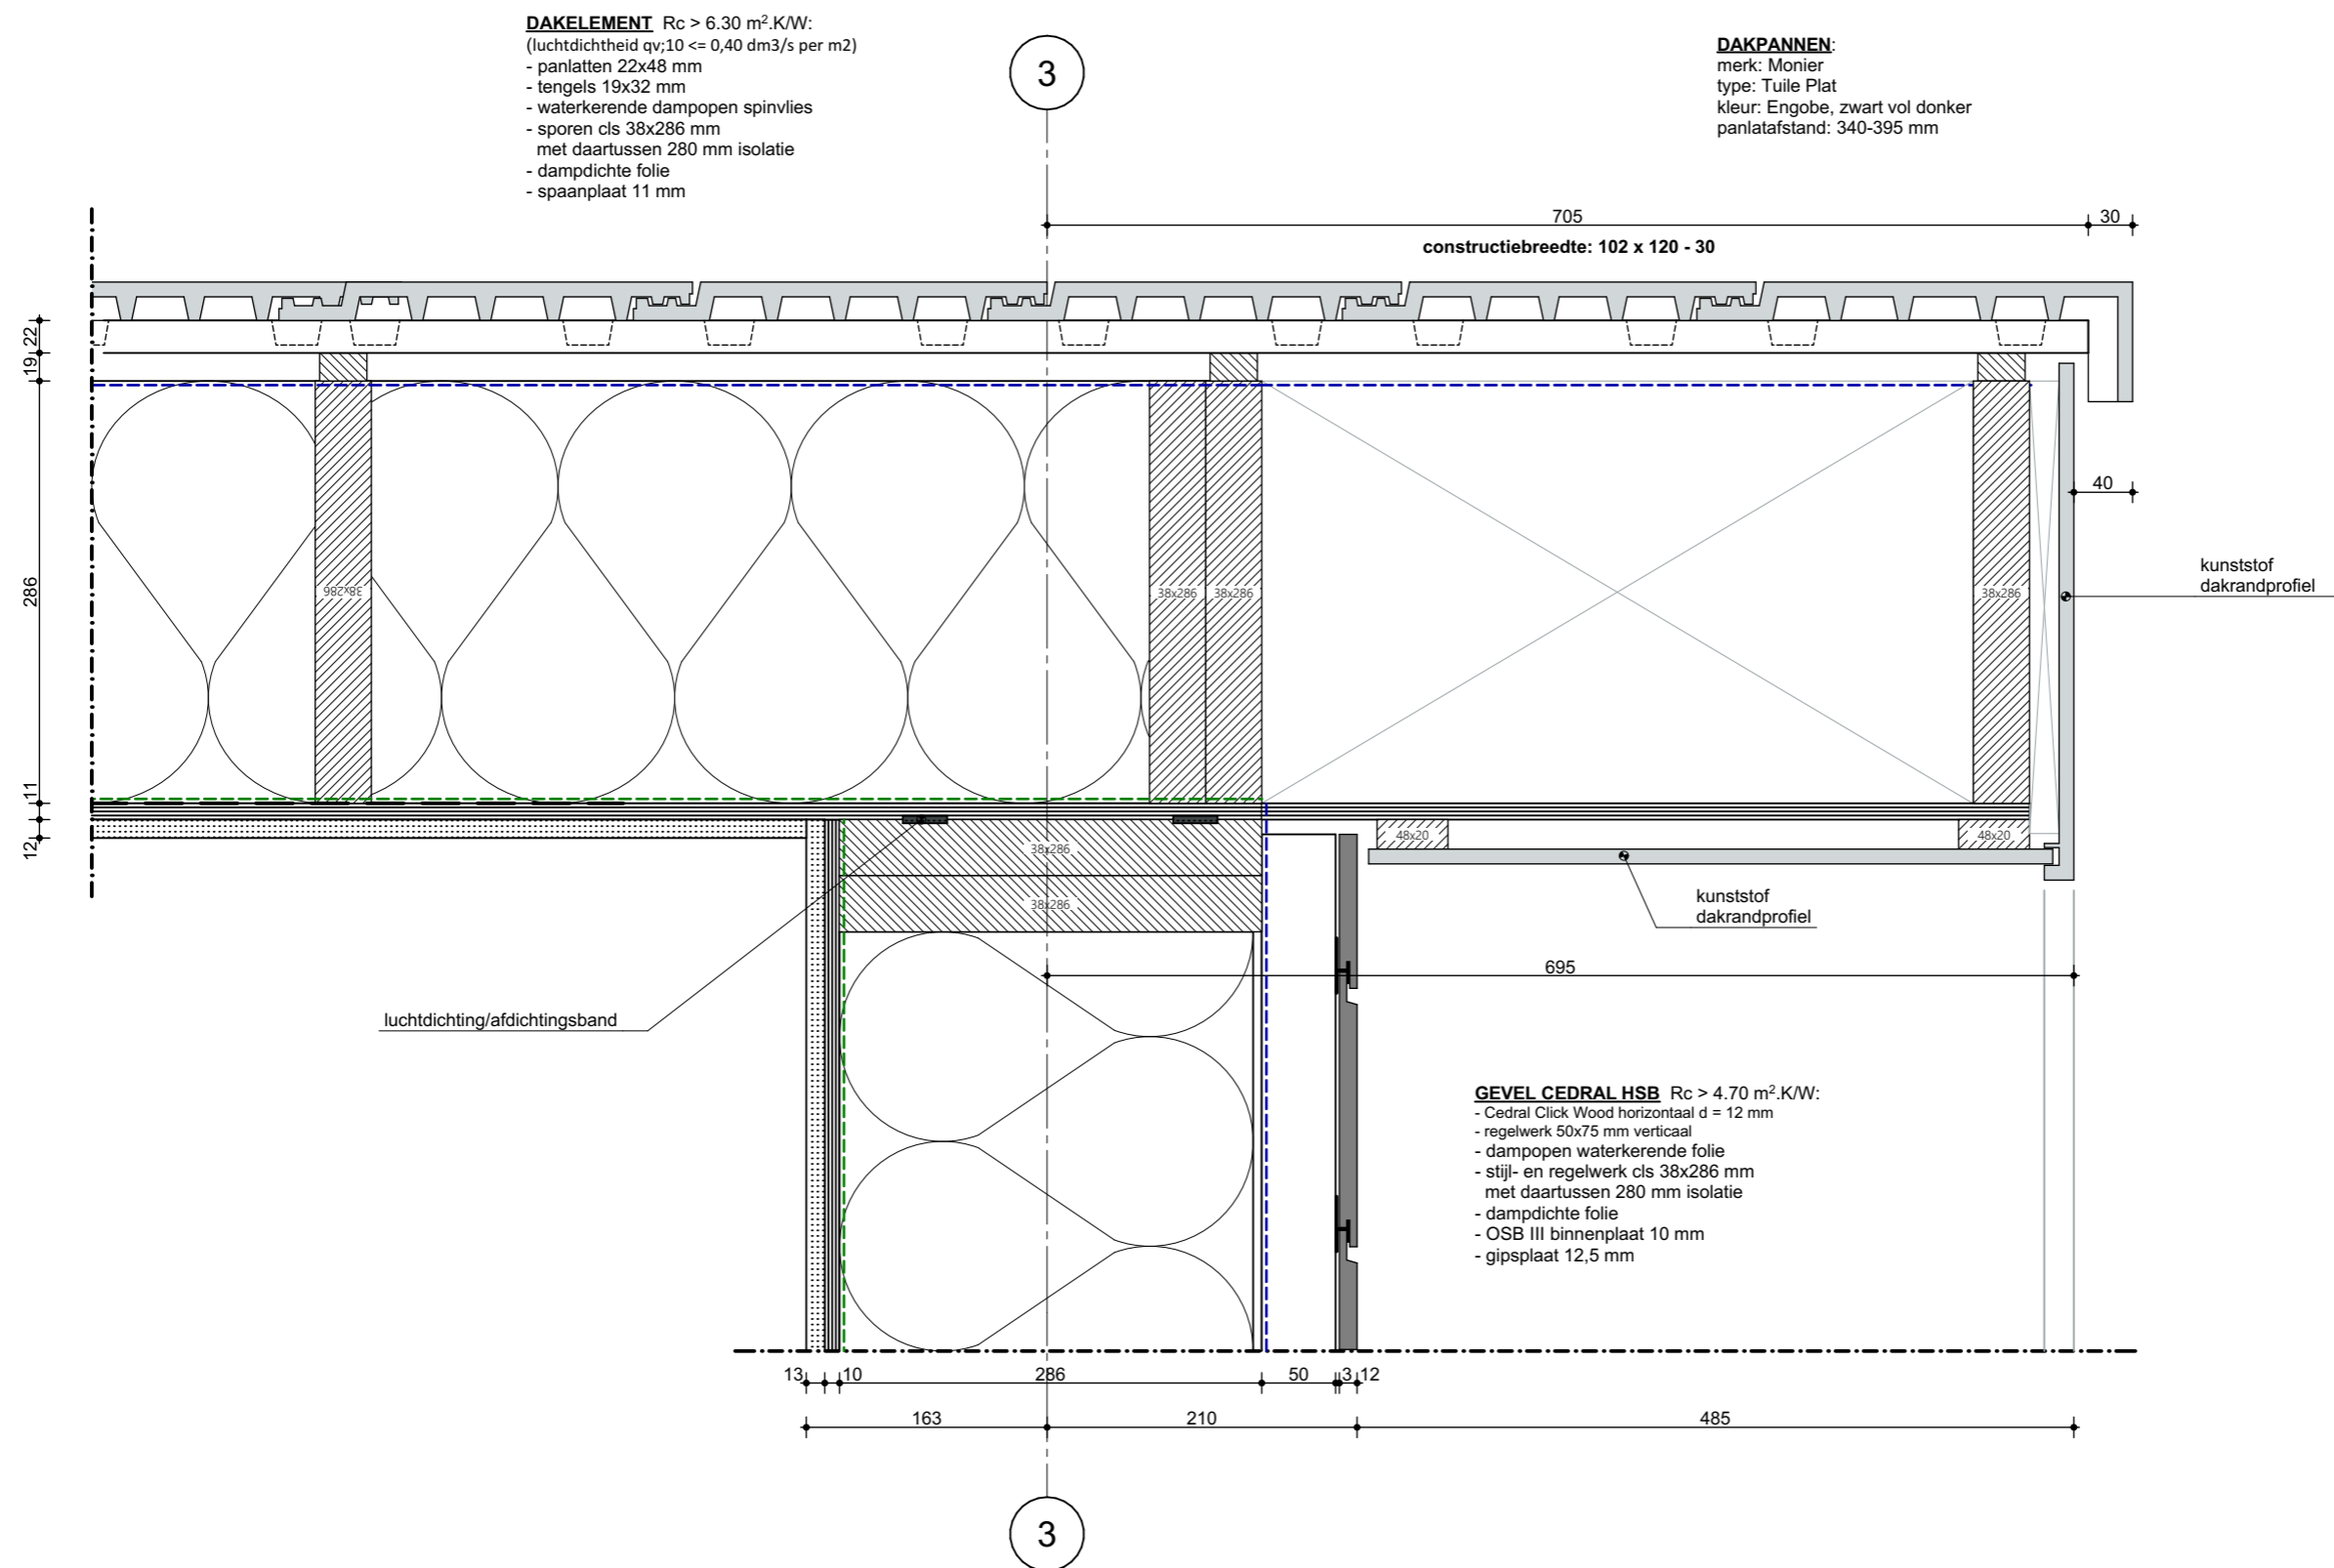 DAKELEMENT Rc > 6.30 m².K/W:
(luchtdichtheid qv;10 <= 0,40 dm3/s per m2)
- panlatten 22x48 mm
- tengels 19x32 mm
- waterkerende dampopen spinvlies
- sporen cls 38x286 mm
met daartussen 280 mm isolatie
- dampdichte folie
- spaanplaat 11 mm
3
DAKPANNEN:
merk: Monier
type: Tuile Plat
kleur: Engobe, zwart vol donker
panlatafstand: 340-395 mm
705
30
constructiebreedte: 102 x 120 - 30
22
19
286
11
12
40
38x286
38x286
38x286
38x286
kunststof
dakrandprofiel
48x20
48x20
38x286
38x286
kunststof
dakrandprofiel
695
luchtdichting/afdichtingsband
GEVEL CEDRAL HSB Rc > 4.70 m².K/W:
- Cedral Click Wood horizontaal d = 12 mm
- regelwerk 50x75 mm verticaal
- dampopen waterkerende folie
- stijl- en regelwerk cls 38x286 mm
met daartussen 280 mm isolatie
- dampdichte folie
- OSB III binnenplaat 10 mm
- gipsplaat 12,5 mm
13
10
286
50
3
12
163
210
485
3